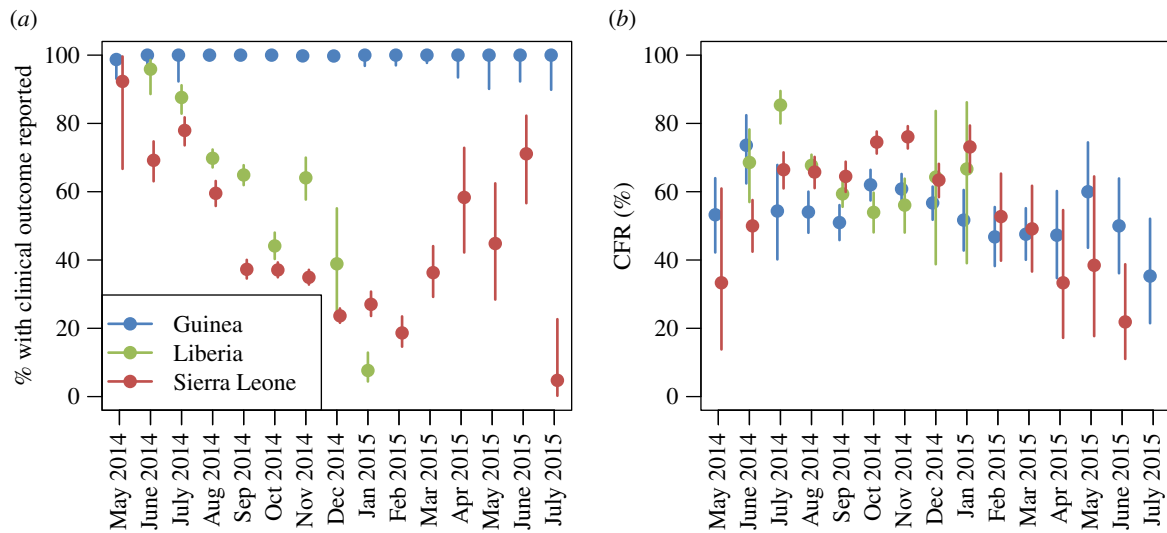 (a)
% with clinical outcome reported
100
80
60
40
20
0
Guinea
Liberia
Sierra Leone
May 2014
June 2014
July 2014
Aug 2014
Sep 2014
Oct 2014
Nov 2014
Dec 2014
Jan 2015
Feb 2015
Mar 2015
Apr 2015
May 2015
June 2015
July 2015
(b)
CFR (%)
100
80
60
40
20
0
May 2014
June 2014
July 2014
Aug 2014
Sep 2014
Oct 2014
Nov 2014
Dec 2014
Jan 2015
Feb 2015
Mar 2015
Apr 2015
May 2015
June 2015
July 2015